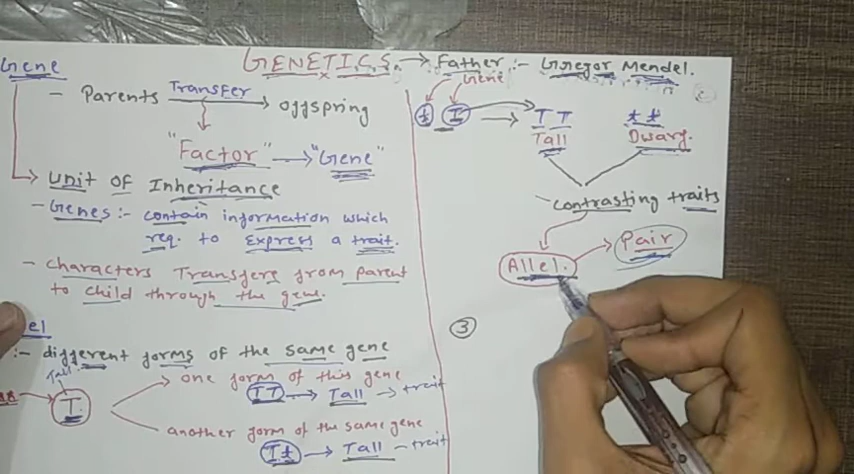 GENETICS. → Father :- Gregor Mendel.
Gene
- Parents Transfer → offspring
"Factor" → "Gene"
→ unit of Inheritance
- Genes :- contain information which
req. to express a trait.
- characters Transfere from parent
to child through the gene.
el
:- different forms of the same gene
Tall
T
one form of this gene
TT → Tall → trait
another form of the same gene
Tt → Tall - trait
Gene
t T → TT tt
Tall Dwarf.
- contrasting traits
Allel. → Pair
3